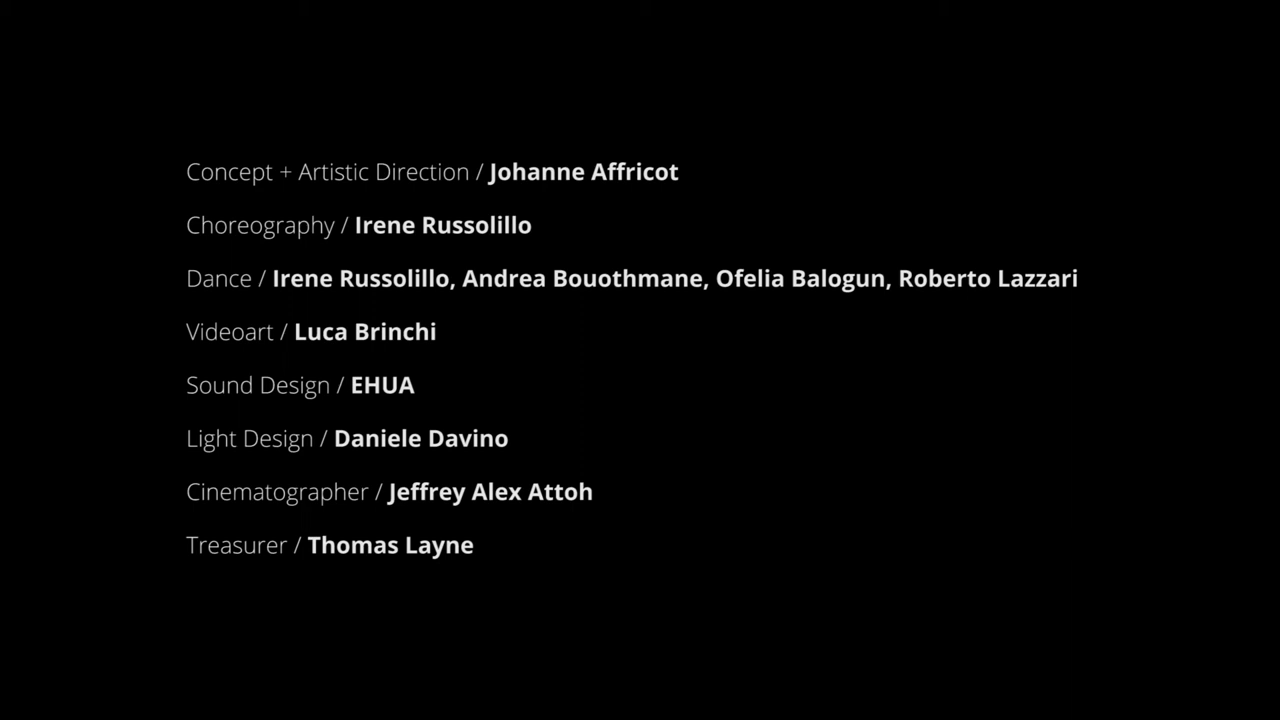 Concept + Artistic Direction / Johanne Affricot
Choreography / Irene Russolillo
Dance / Irene Russolillo, Andrea Bouothmane, Ofelia Balogun, Roberto Lazzari
Videoart / Luca Brinchi
Sound Design / EHUA
Light Design / Daniele Davino
Cinematographer / Jeffrey Alex Attoh
Treasurer / Thomas Layne